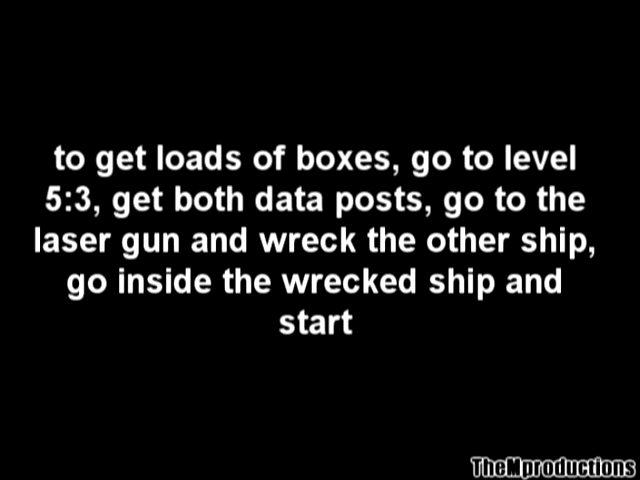 to get loads of boxes, go to level
5:3, get both data posts, go to the
laser gun and wreck the other ship,
go inside the wrecked ship and
start
TheMproductions